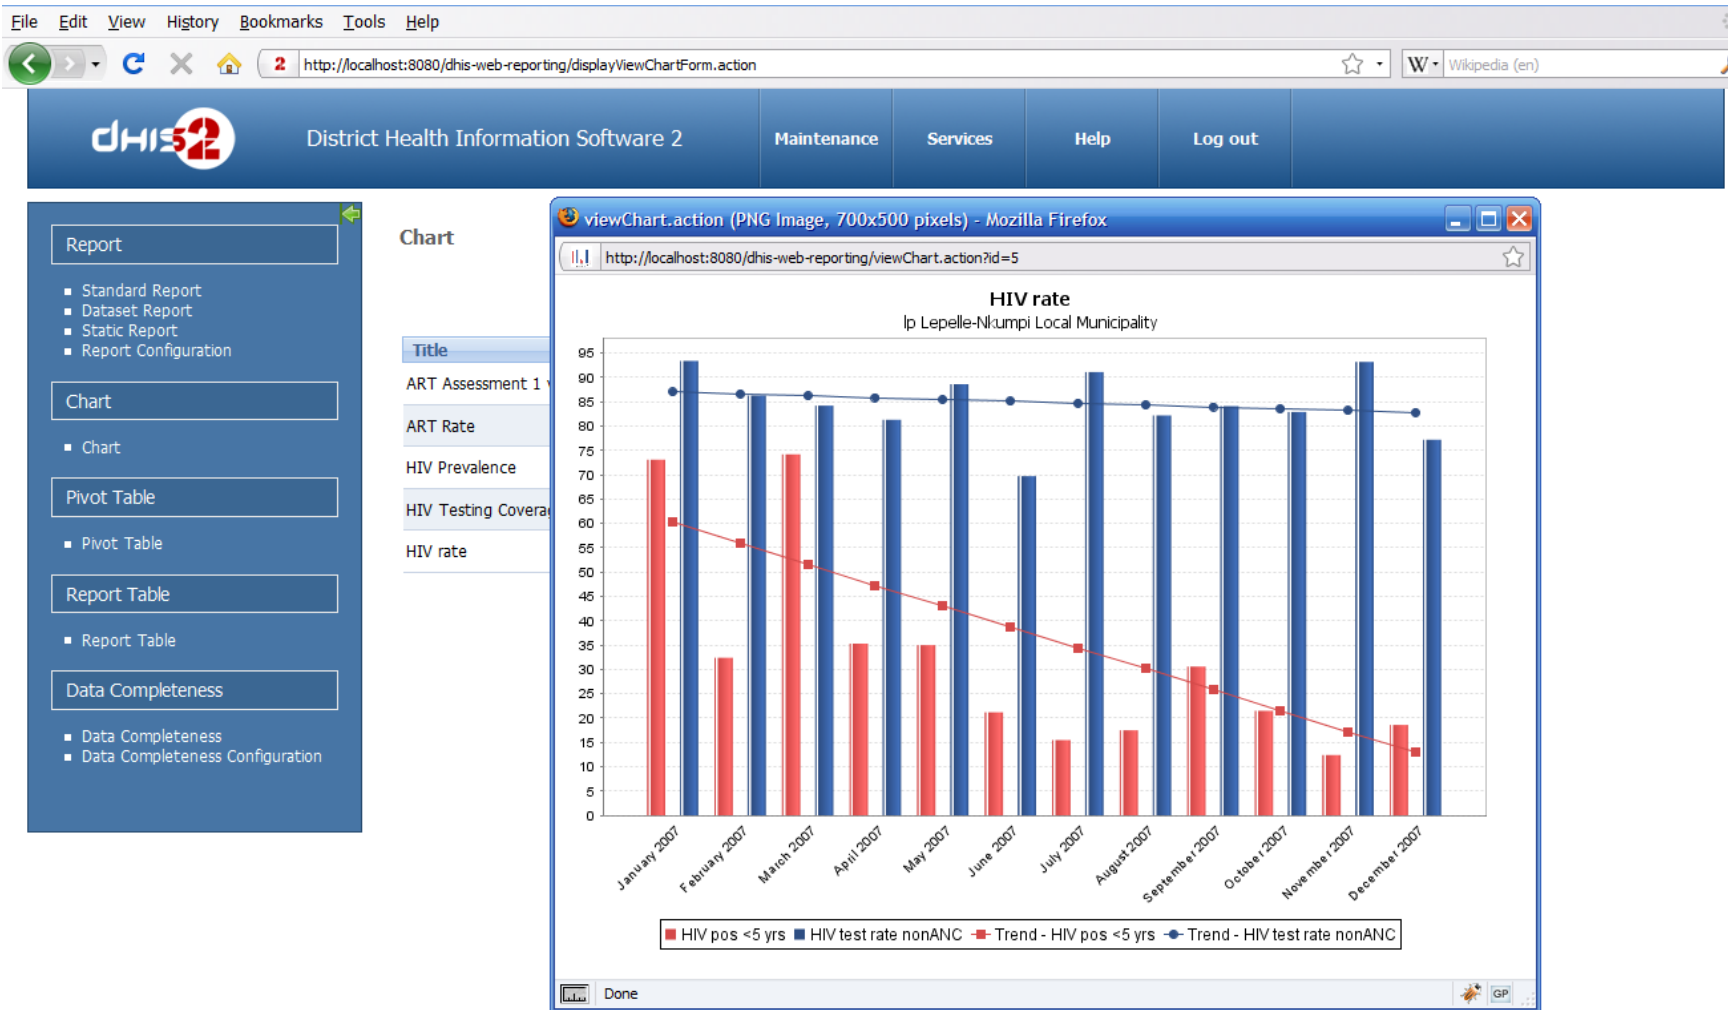 File Edit View History Bookmarks Tools Help
2 http://localhost:8080/dhis-web-reporting/displayViewChartForm.action
W Wikipedia (en)
dHIS2 District Health Information Software 2 Maintenance Services Help Log out
Report
Standard Report
Dataset Report
Static Report
Report Configuration
Chart
Chart
Pivot Table
Pivot Table
Report Table
Report Table
Data Completeness
Data Completeness
Data Completeness Configuration
Chart
Title
ART Assessment 1
ART Rate
HIV Prevalence
HIV Testing
HIV rate
viewChart.action (PNG Image, 700x500 pixels) - Mozilla Firefox
http://localhost:8080/dhis-web-reporting/viewChart.action?id=5
HIV rate
lp Lepelle-Nkumpi Local Municipality
95
90
85
80
75
70
65
60
55
50
45
40
35
30
25
20
15
10
5
0
January 2007 February 2007 March 2007 April 2007 May 2007 June 2007 July 2007 August 2007 September 2007 October 2007 November 2007 December 2007
HIV pos <5 yrs HIV test rate nonANC Trend - HIV pos <5 yrs Trend - HIV test rate nonANC
Done
GP